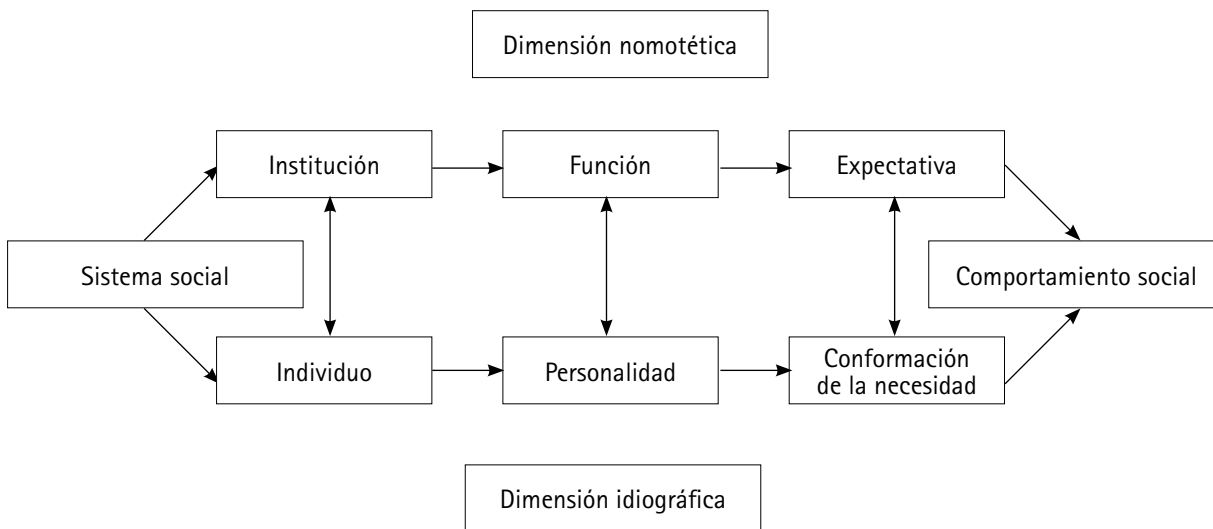 Dimensión nomotética
Institución
Función
Expectativa
Sistema social
Comportamiento social
Individuo
Personalidad
Conformación
de la necesidad
Dimensión idiográfica